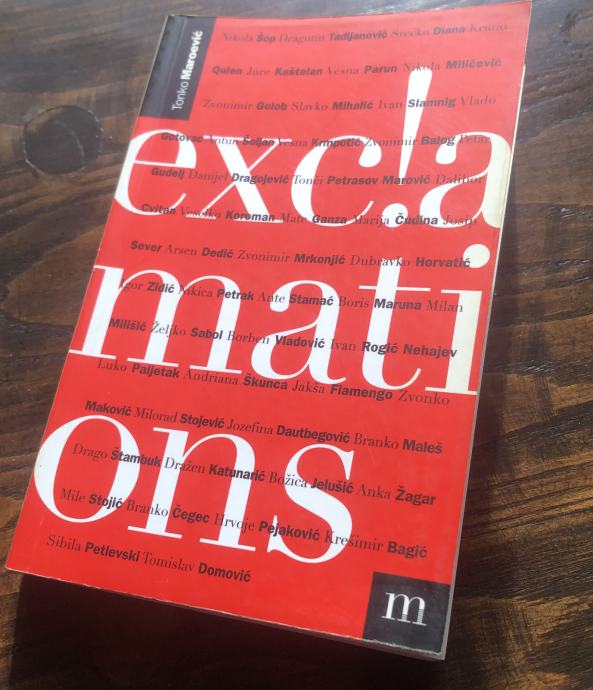 Tonko Maroević
Nikola Šop Dragutin Tadijanović Srećko Diana Kruno
Quien Jure Kaštelan Vesna Parun Nikola Milićević
Zvonimir Golob Slavko Mihalić Ivan Slamnig Vlado
exc!a
Gotovac Antun Šoljan Vesna Krmpotić Zvonimir Balog Petar
Gudelj Danijel Dragojević Tonči Petrasov Marović Dalibor
Cvitan Veselko Koroman Mate Ganza Marija Čudina Josip
Sever Arsen Dedić Zvonimir Mrkonjić Dubravko Horvatić
mati
Igor Zidić Nikica Petrak Ante Stamać Boris Maruna Milan
Milišić Željko Sabol Borben Vladović Ivan Rogić Nehajev
Luko Paljetak Andriana Škunca Jakša Fiamengo Zvonko
Maković Milorad Stojević Jozefina Dautbegović Branko Maleš
ons
Drago Štambuk Dražen Katunarić Božica Jelušić Anka Žagar
Mile Stojić Branko Čegec Hrvoje Pejaković Krešimir Bagić
Sibila Petlevski Tomislav Domović
m